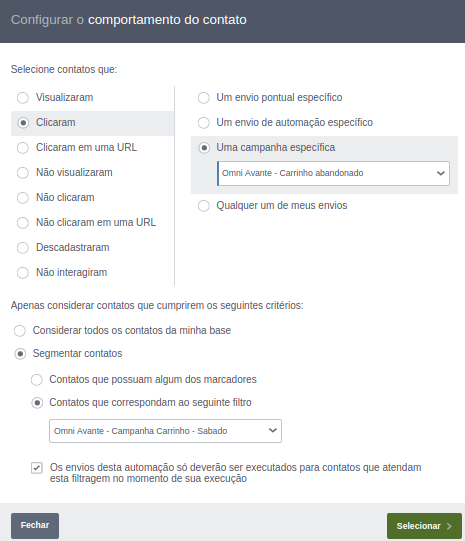 Configurar o comportamento do contato
Selecione contatos que:
Visualizaram
Clicaram
Clicaram em uma URL
Não visualizaram
Não clicaram
Não clicaram em uma URL
Descadastraram
Não interagiram
Um envio pontual específico
Um envio de automação específico
Uma campanha específica
Omni Avante - Carrinho abandonado
Qualquer um de meus envios
Apenas considerar contatos que cumprirem os seguintes critérios:
Considerar todos os contatos da minha base
Segmentar contatos
Contatos que possuam algum dos marcadores
Contatos que correspondam ao seguinte filtro
Omni Avante - Campanha Carrinho - Sabado
Os envios desta automação só deverão ser executados para contatos que atendam
esta filtragem no momento de sua execução
Fechar
Selecionar